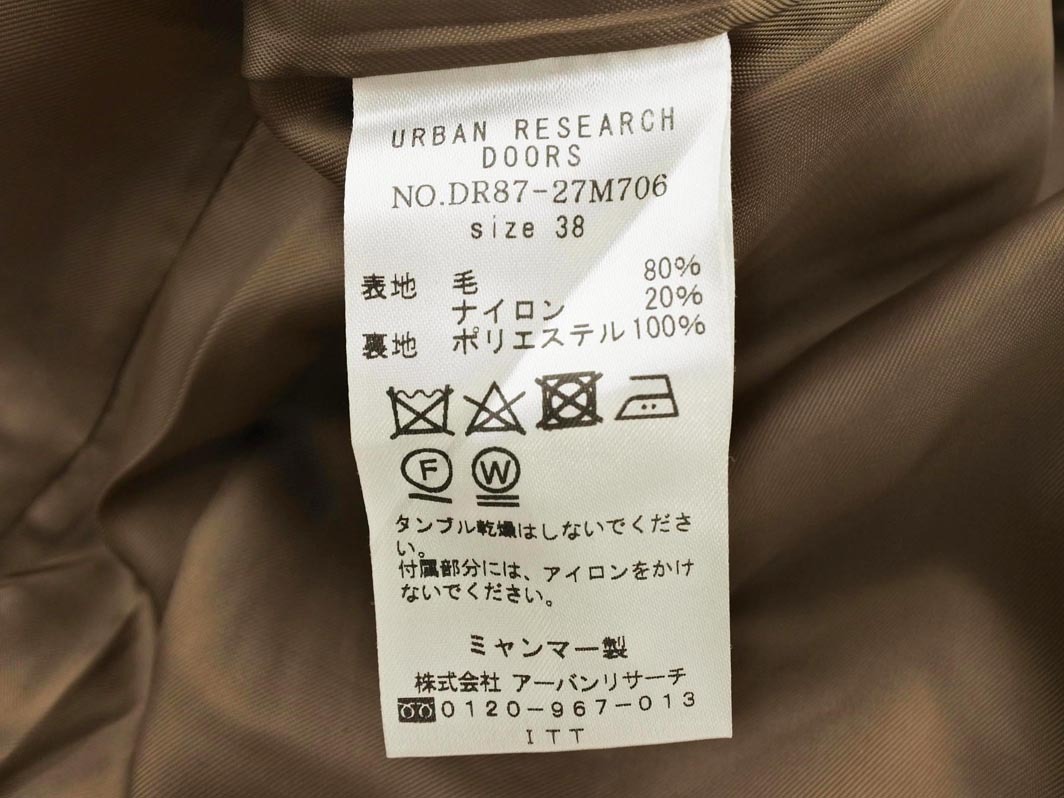 URBAN RESEARCH
DOORS
NO.DR87-27M706
size 38
表地 毛 80%
ナイロン 20%
裏地 ポリエステル 100%
F W
タンブル乾燥はしないでくださ
い。
付属部分には、アイロンをかけ
ないでください。
ミヤンマー製
株式会社 アーバンリサーチ
0120-967-013
ITT